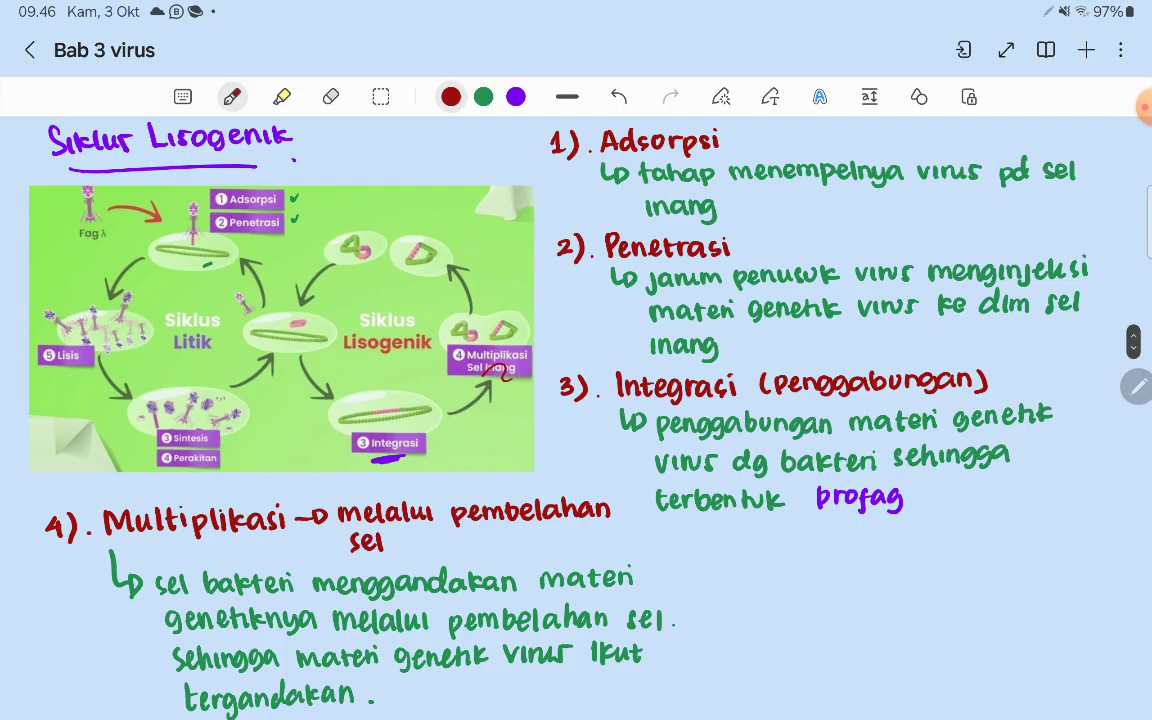 09.46 Kam, 3 Okt
97%
Bab 3 virus
Siklus Lisogenik
Fag λ
1 Adsorpsi
2 Penetrasi
Siklus
Litik
Siklus
Lisogenik
5 Lisis
4 Multiplikasi
Sel Inang
3 Sintesis
4 Perakitan
3 Integrasi
1). Adsorpsi
↳ tahap menempelnya virus pd sel
inang
2). Penetrasi
↳ jarum penusuk virus menginjeksi
materi genetik virus ke dlm sel
inang
3). Integrasi (penggabungan)
↳ penggabungan materi genetik
virus dg bakteri sehingga
terbentuk profag
4). Multiplikasi → melalui pembelahan
sel
↳ sel bakteri menggandakan materi
genetiknya melalui pembelahan sel.
sehingga materi genetik virus ikut
tergandakan.